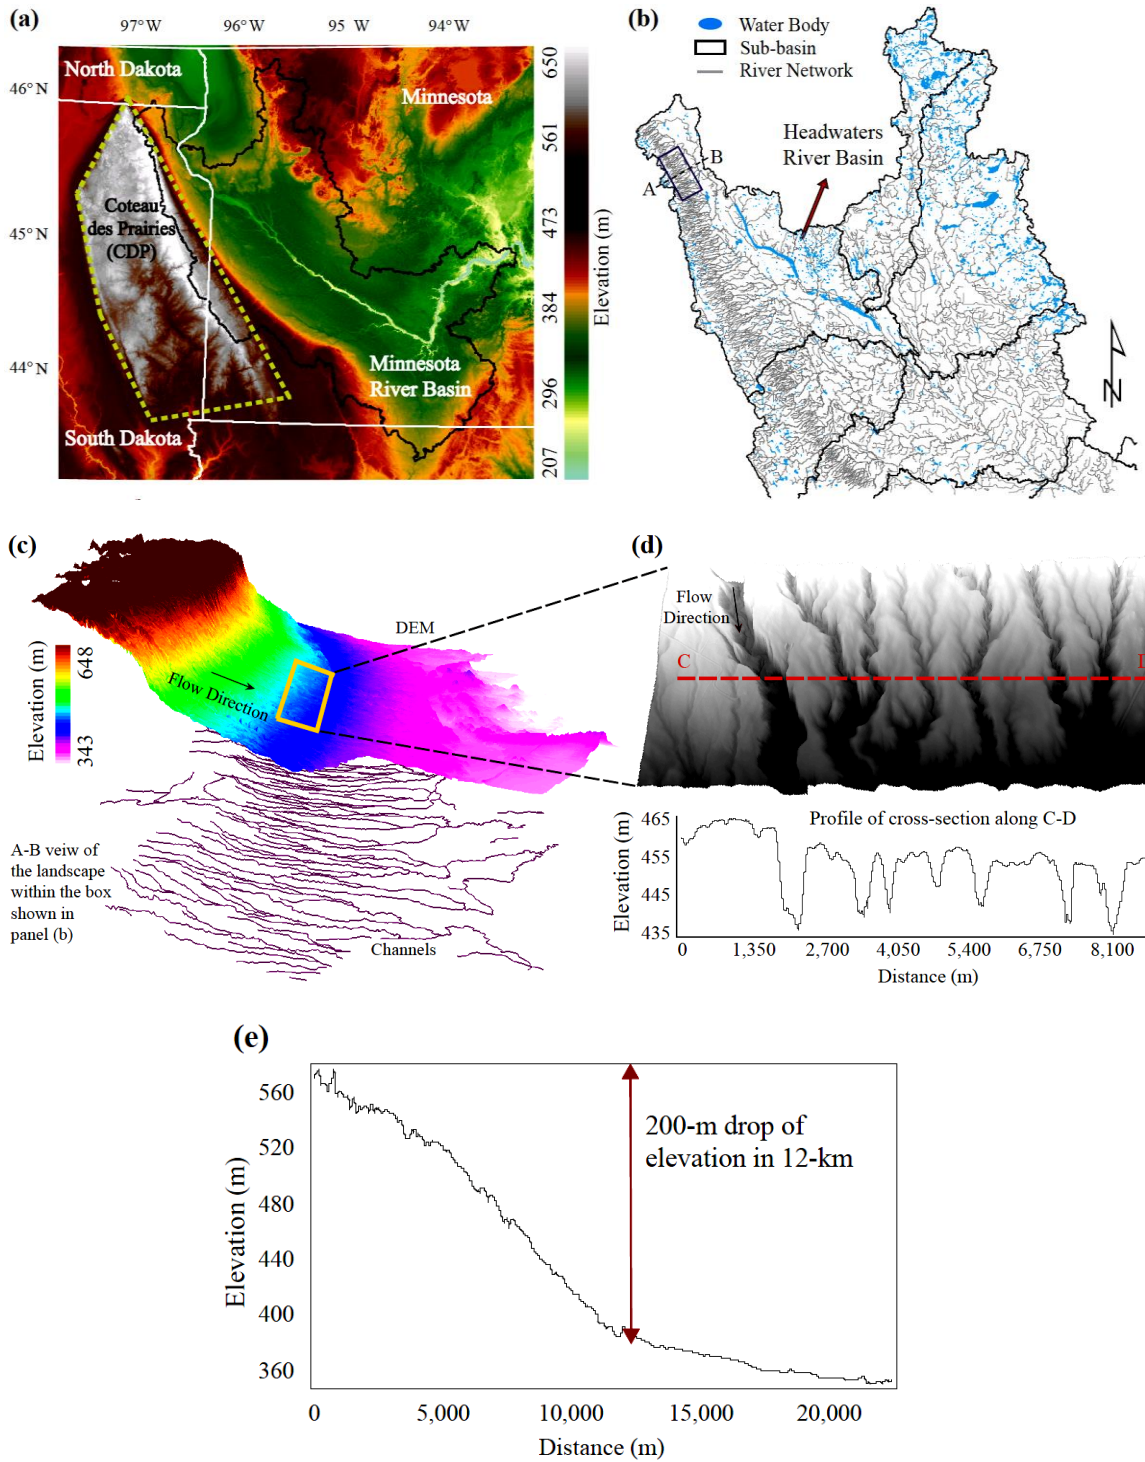 (a)
97° W
96° W
95 W
94° W
46° N
45° N
44° N
North Dakota
Minnesota
Coteau
des Prairies
(CDP)
Minnesota
River Basin
South Dakota
650
561
473
384
296
207
Elevation (m)
(b)
Water Body
Sub-basin
River Network
Headwaters
River Basin
A
B
N
(c)
DEM
Elevation (m)
648
343
Flow Direction
A-B veiw of
the landscape
within the box
shown in
panel (b)
Channels
(d)
Flow
Direction
C
Profile of cross-section along C-D
Elevation (m)
465
455
445
435
0 1,350 2,700 4,050 5,400 6,750 8,100
Distance (m)
(e)
Elevation (m)
560
520
480
440
400
360
200-m drop of
elevation in 12-km
0 5,000 10,000 15,000 20,000
Distance (m)